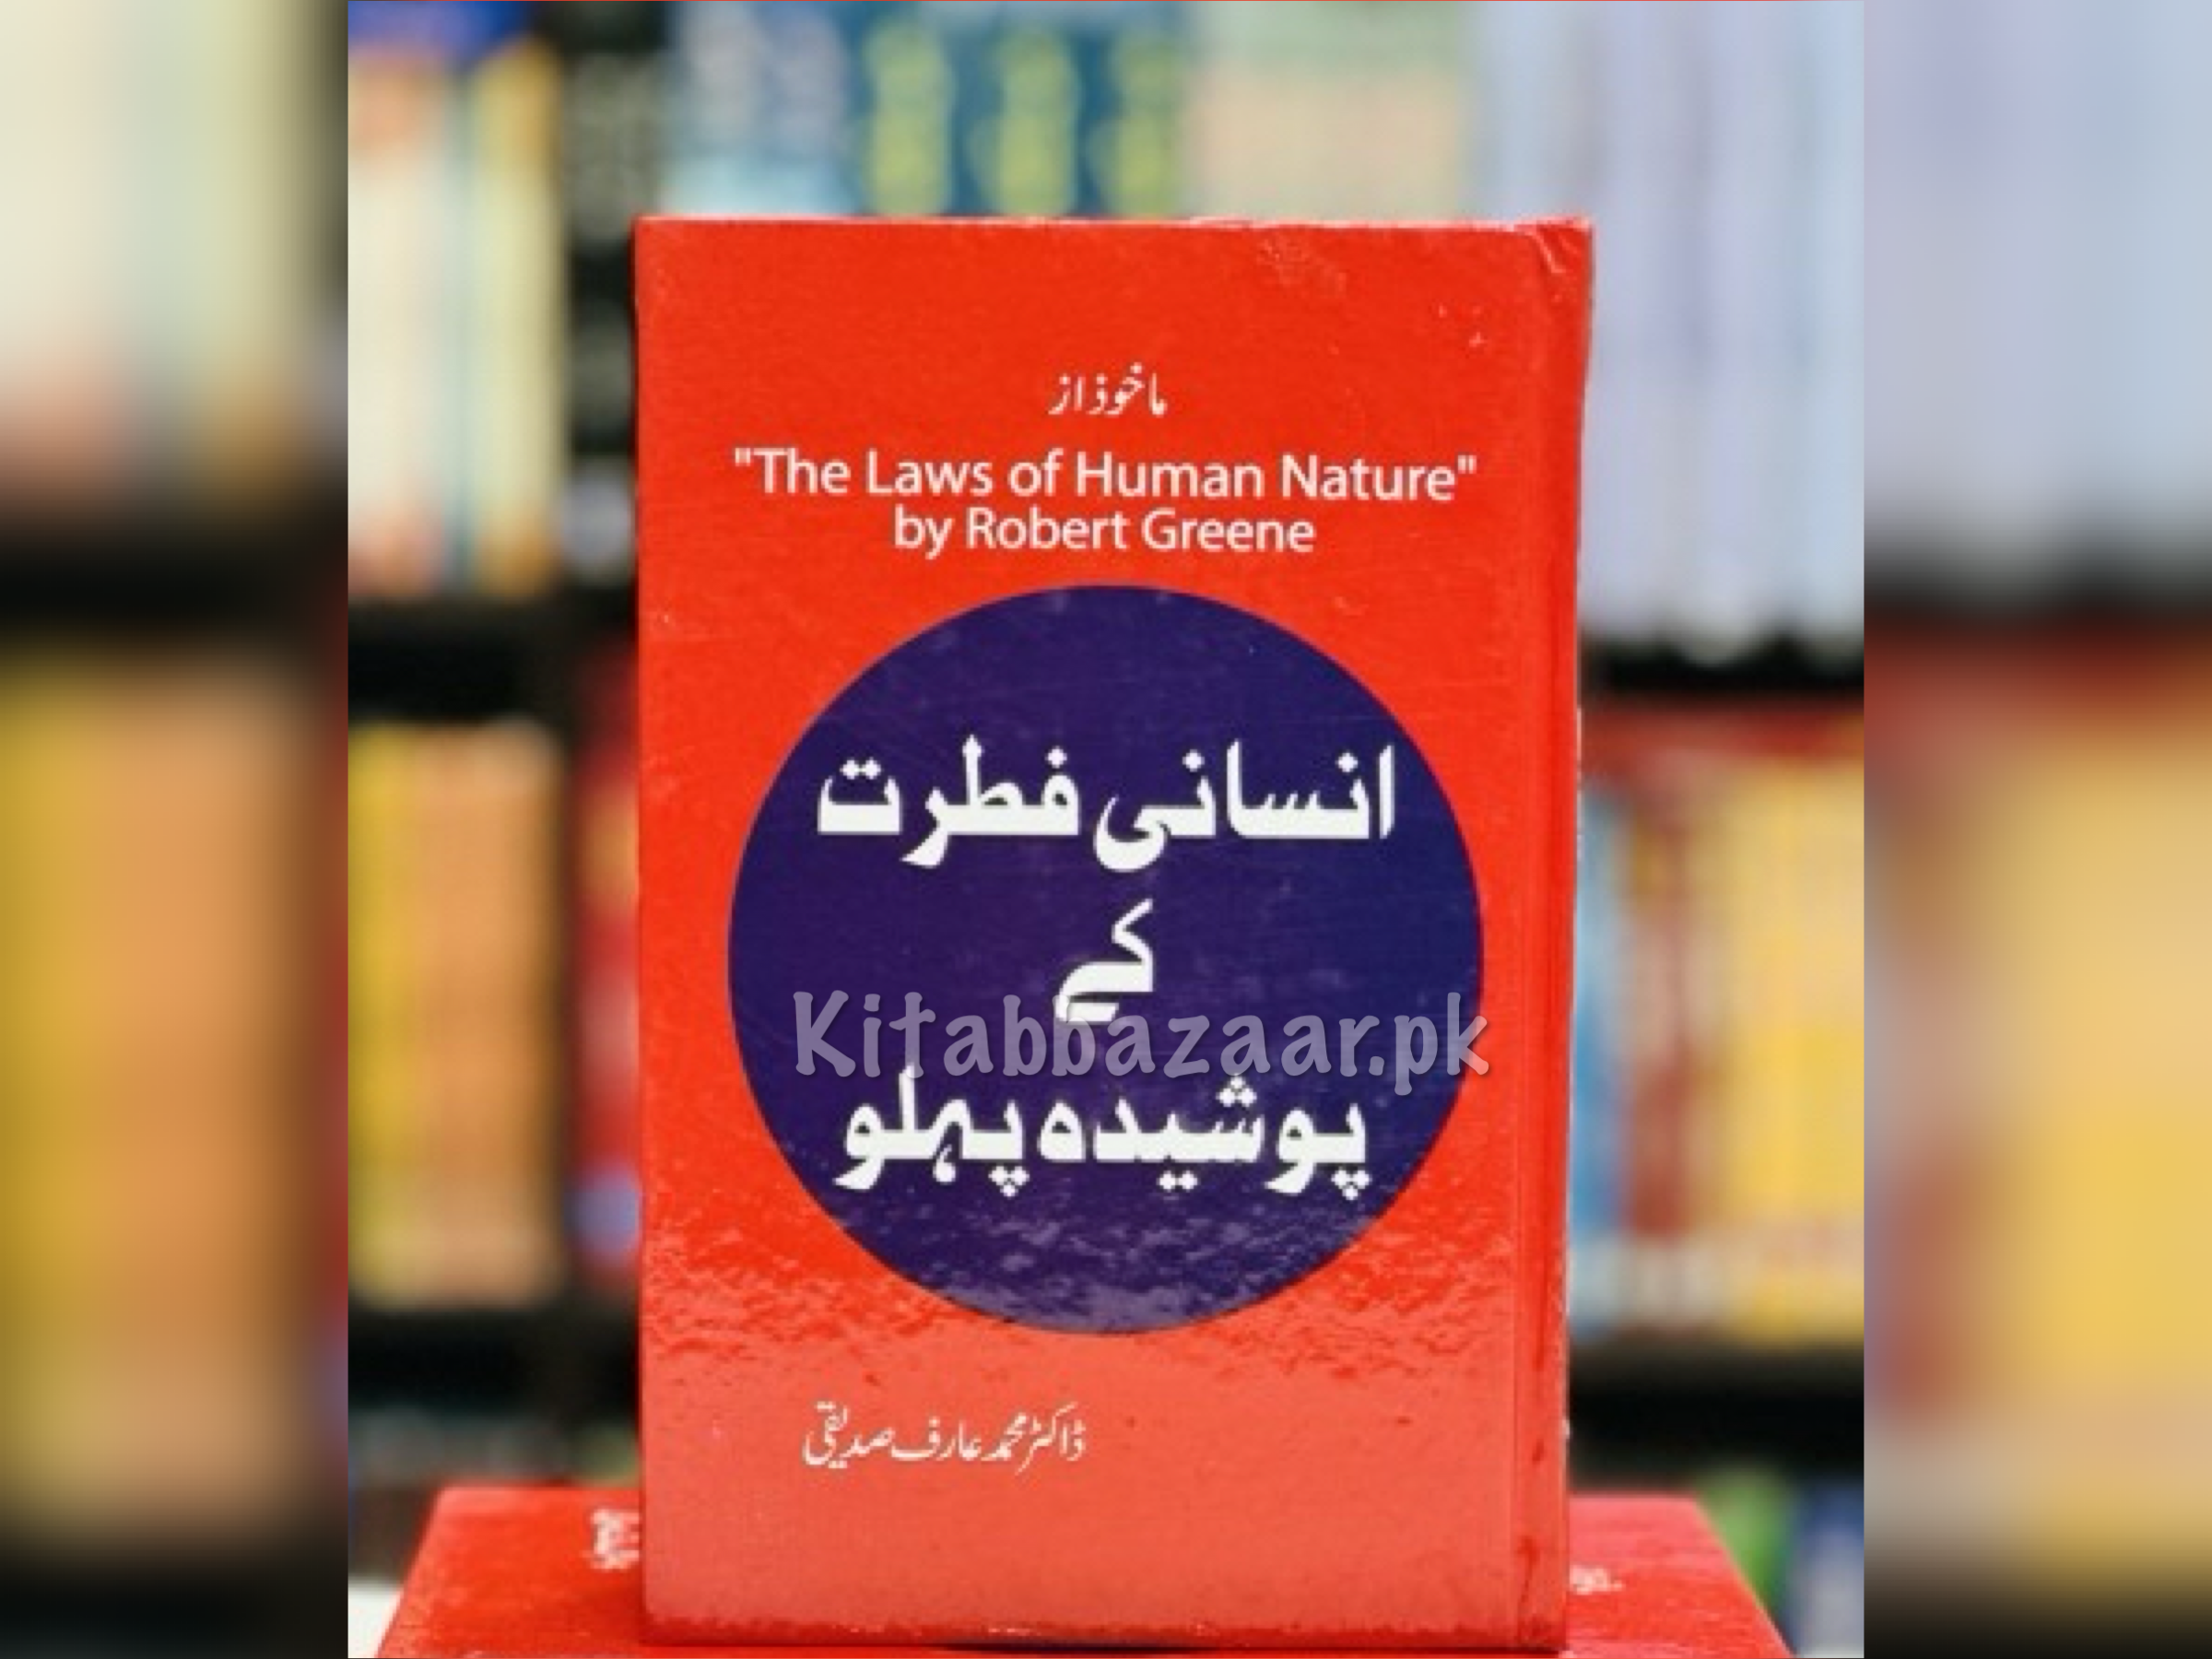 ماخوذ از
"The Laws of Human Nature"
by Robert Greene
انسانی فطرت
کے
Kitabbazaar.pk
پوشیدہ پہلو
ڈاکٹر محمد عارف صدیقی